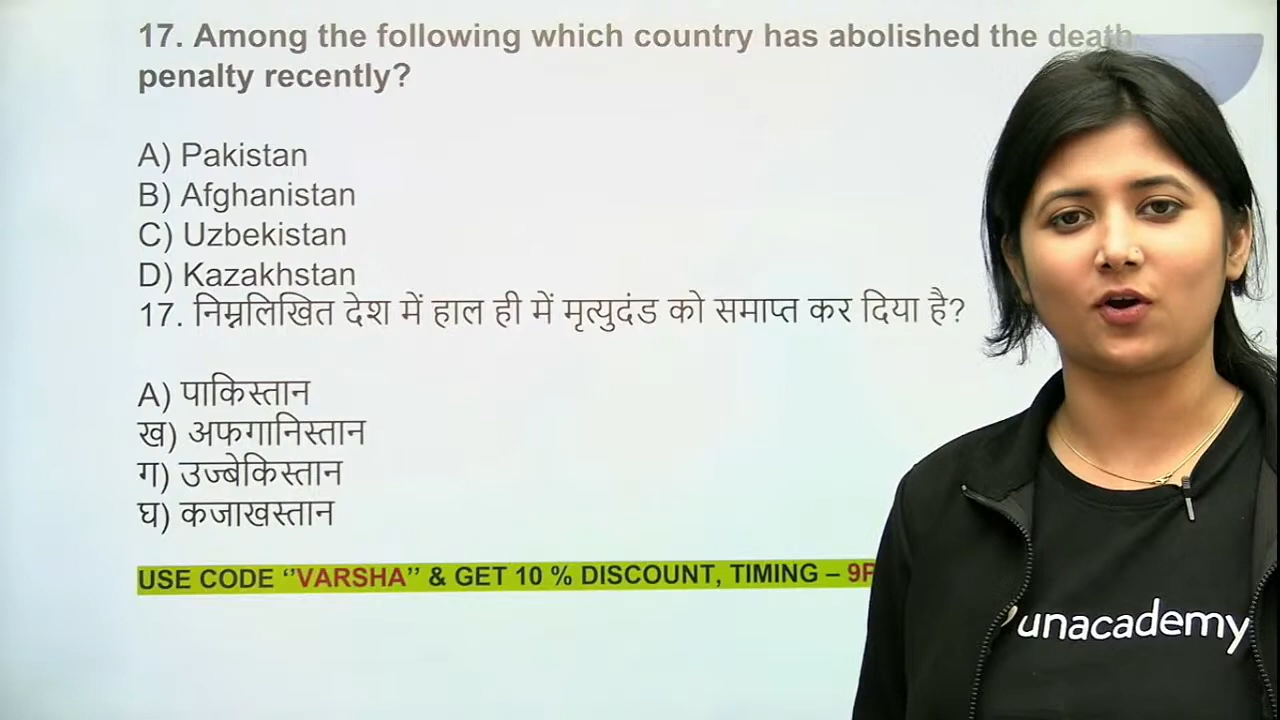 17. Among the following which country has abolished the death
penalty recently?
A) Pakistan
B) Afghanistan
C) Uzbekistan
D) Kazakhstan
17. निम्नलिखित देश में हाल ही में मृत्युदंड को समाप्त कर दिया है?
A) पाकिस्तान
ख) अफगानिस्तान
ग) उज्बेकिस्तान
घ) कजाखस्तान
USE CODE ‘’VARSHA’’ & GET 10 % DISCOUNT, TIMING – 9P
unacademy